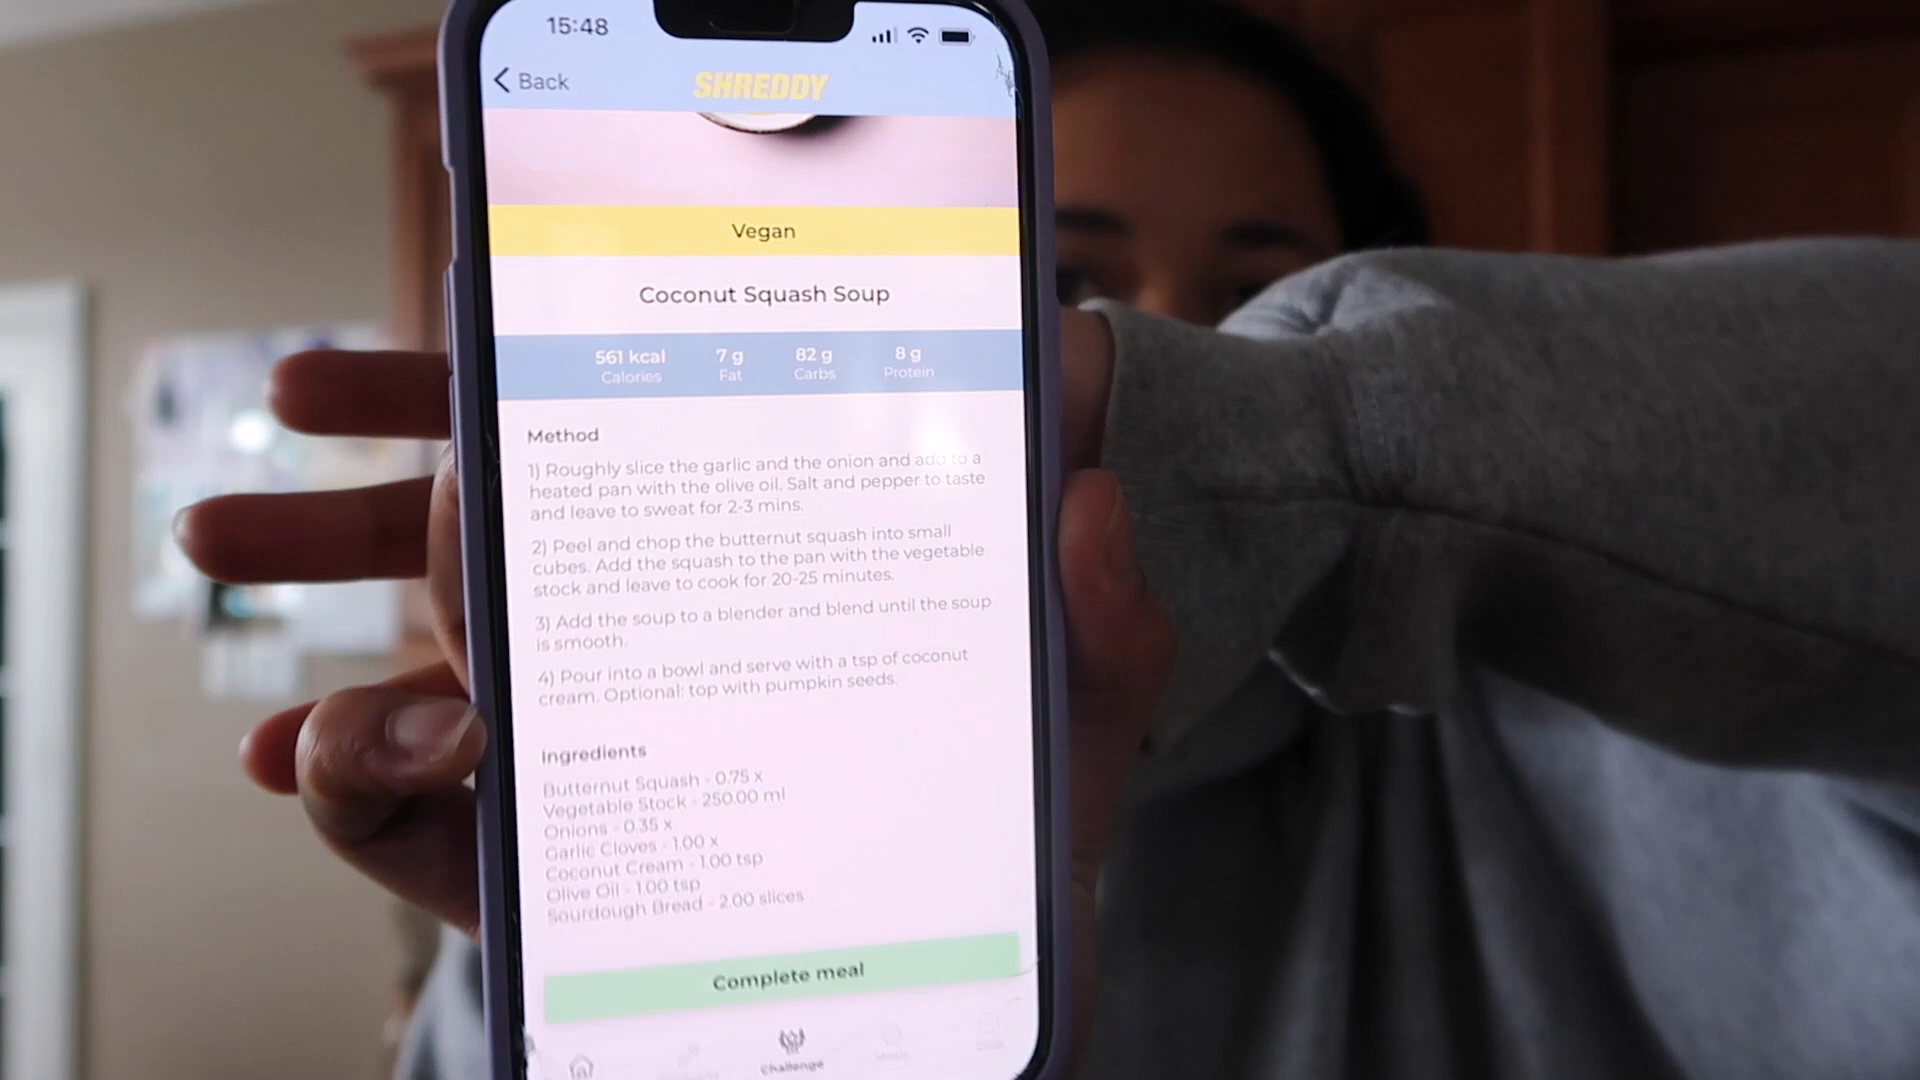 15:48
Back
SHREDDY
Vegan
Coconut Squash Soup
561 kcal 7 g 82 g 8 g
Calories Fat Carbs Protein
Method
1) Roughly slice the garlic and the onion and add to a
heated pan with the olive oil. Salt and pepper to taste
and leave to sweat for 2-3 mins.
2) Peel and chop the butternut squash into small
cubes. Add the squash to the pan with the vegetable
stock and leave to cook for 20-25 minutes.
3) Add the soup to a blender and blend until the soup
is smooth.
4) Pour into a bowl and serve with a tsp of coconut
cream. Optional: top with pumpkin seeds.
Ingredients
Butternut Squash - 0.75 x
Vegetable Stock - 250.00 ml
Onions - 0.35 x
Garlic Cloves - 1.00 x
Coconut Cream - 1.00 tsp
Olive Oil - 1.00 tsp
Sourdough Bread - 2.00 slices
Complete meal
Challenge